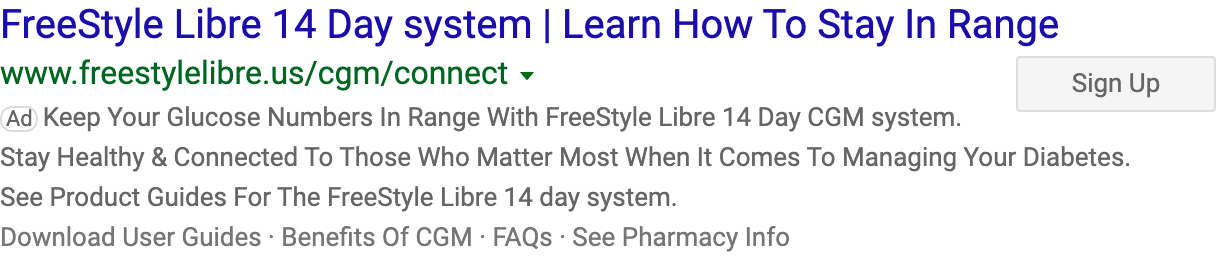 FreeStyle Libre 14 Day system | Learn How To Stay In Range
www.freestylelibre.us/cgm/connect
Sign Up
Ad Keep Your Glucose Numbers In Range With FreeStyle Libre 14 Day CGM system.
Stay Healthy & Connected To Those Who Matter Most When It Comes To Managing Your Diabetes.
See Product Guides For The FreeStyle Libre 14 day system.
Download User Guides · Benefits Of CGM · FAQs · See Pharmacy Info